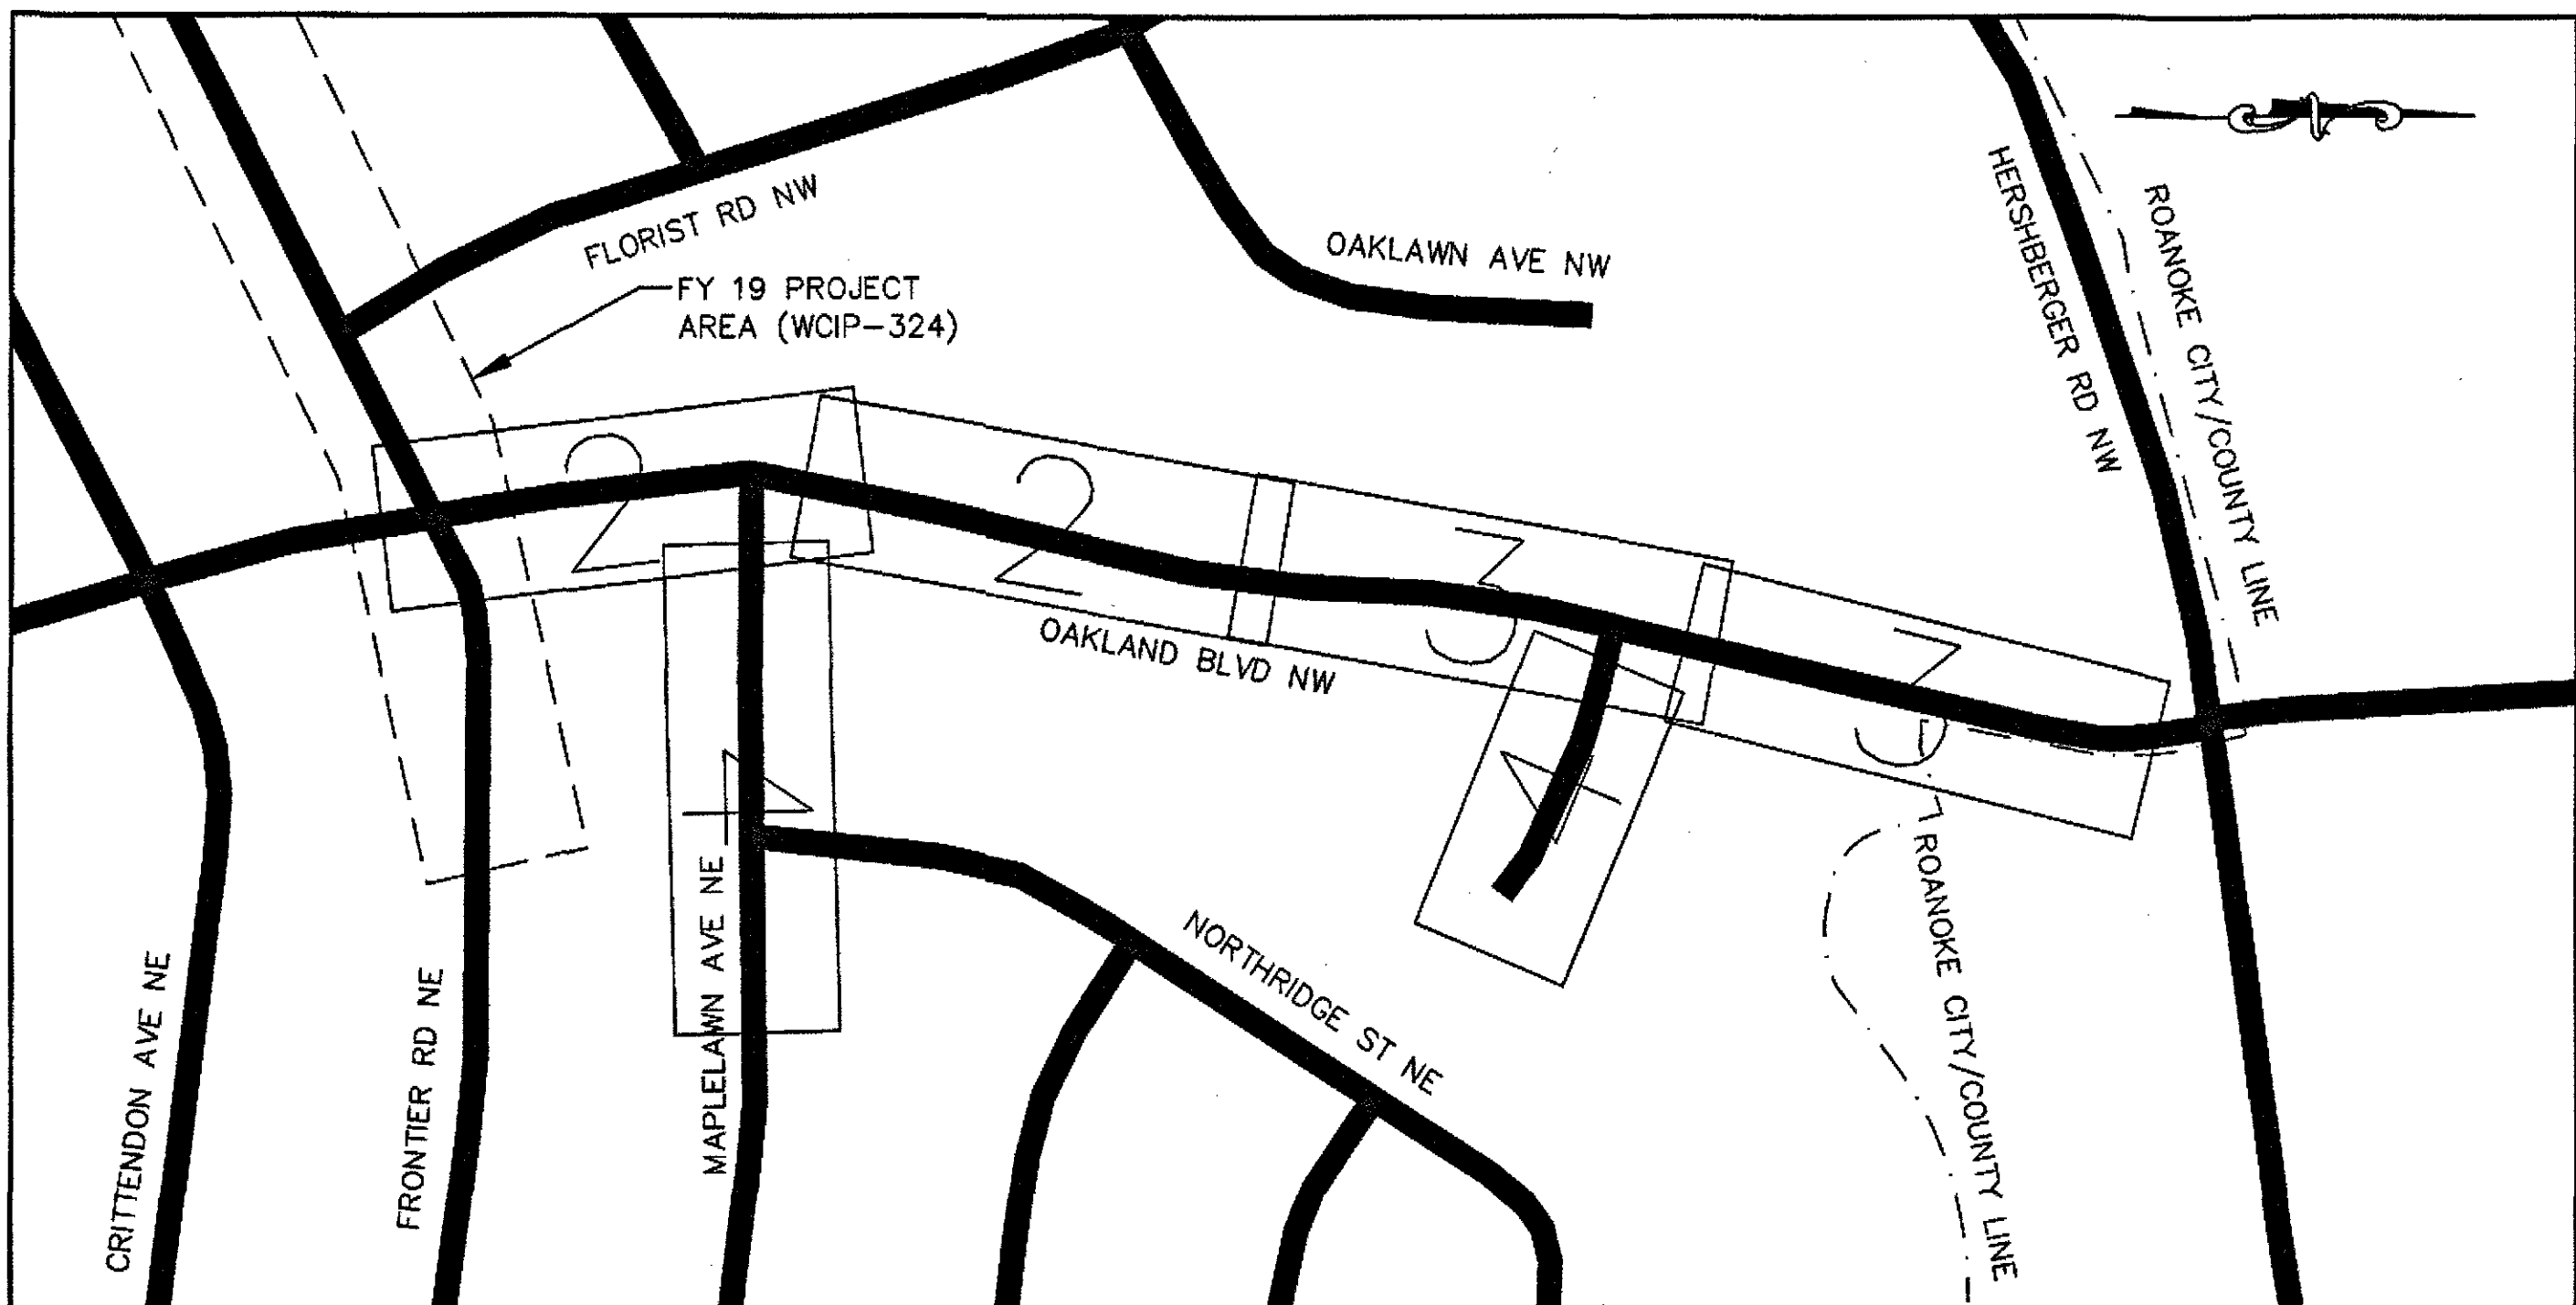 FLORIST RD NW
FY 19 PROJECT
AREA (WCIP-324)
OAKLAWN AVE NW
HERSHBERGER RD NW
ROANOKE CITY/COUNTY LINE
2
2
3
3
OAKLAND BLVD NW
4
4
MAPLELAWN AVE NE
NORTHRIDGE ST NE
ROANOKE CITY/COUNTY LINE
CRITTENDON AVE NE
FRONTIER RD NE